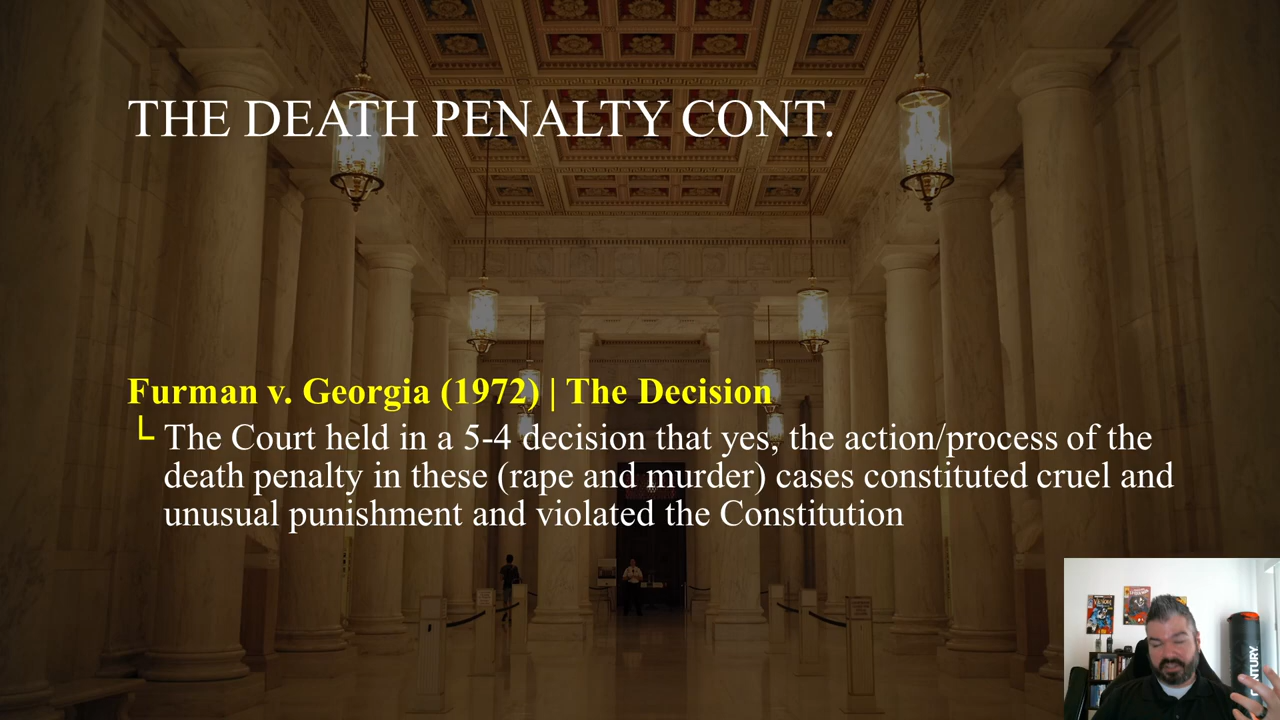 THE DEATH PENALTY CONT.
Furman v. Georgia (1972) | The Decision
The Court held in a 5-4 decision that yes, the action/process of the
death penalty in these (rape and murder) cases constituted cruel and
unusual punishment and violated the Constitution